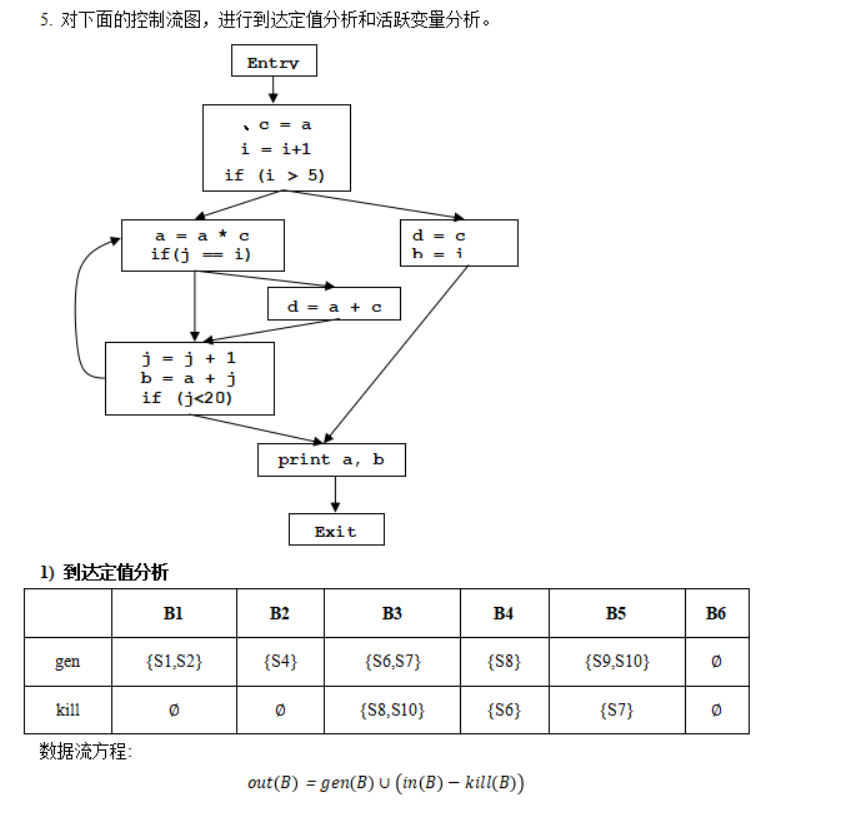 5. 对下面的控制流图，进行到达定值分析和活跃变量分析。
Entry
、c = a
i = i+1
if (i > 5)
a = a * c
if(j == i)
d = c
b = i
d = a + c
j = j + 1
b = a + j
if (j<20)
print a, b
Exit
1) 到达定值分析
B1 B2 B3 B4 B5 B6
gen {S1,S2} {S4} {S6,S7} {S8} {S9,S10} ∅
kill ∅ ∅ {S8,S10} {S6} {S7} ∅
数据流方程:
out(B) = gen(B) ∪ (in(B) − kill(B))